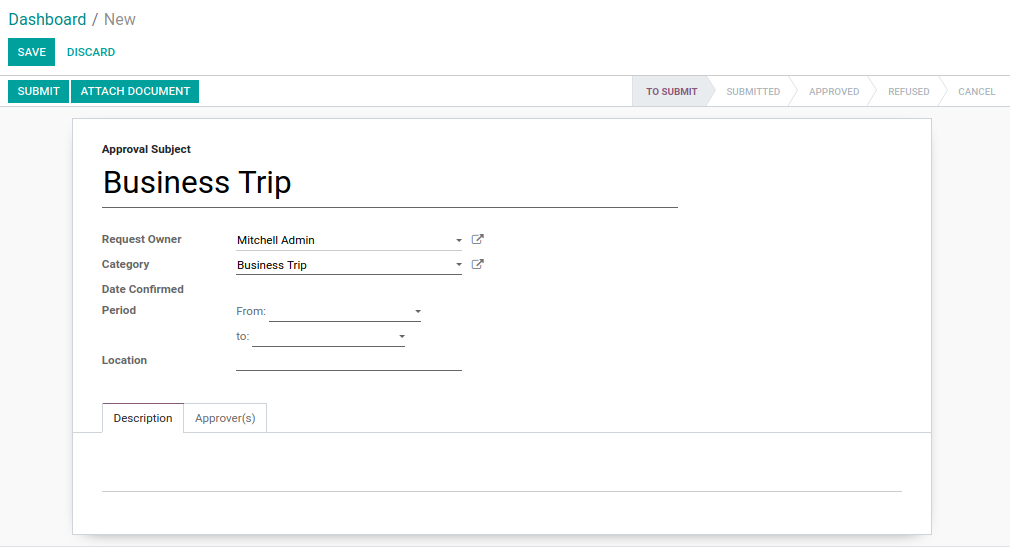 Dashboard / New
SAVE DISCARD
SUBMIT ATTACH DOCUMENT TO SUBMIT SUBMITTED APPROVED REFUSED CANCEL
Approval Subject
Business Trip
Request Owner Mitchell Admin
Category Business Trip
Date Confirmed
Period From:
to:
Location
Description Approver(s)